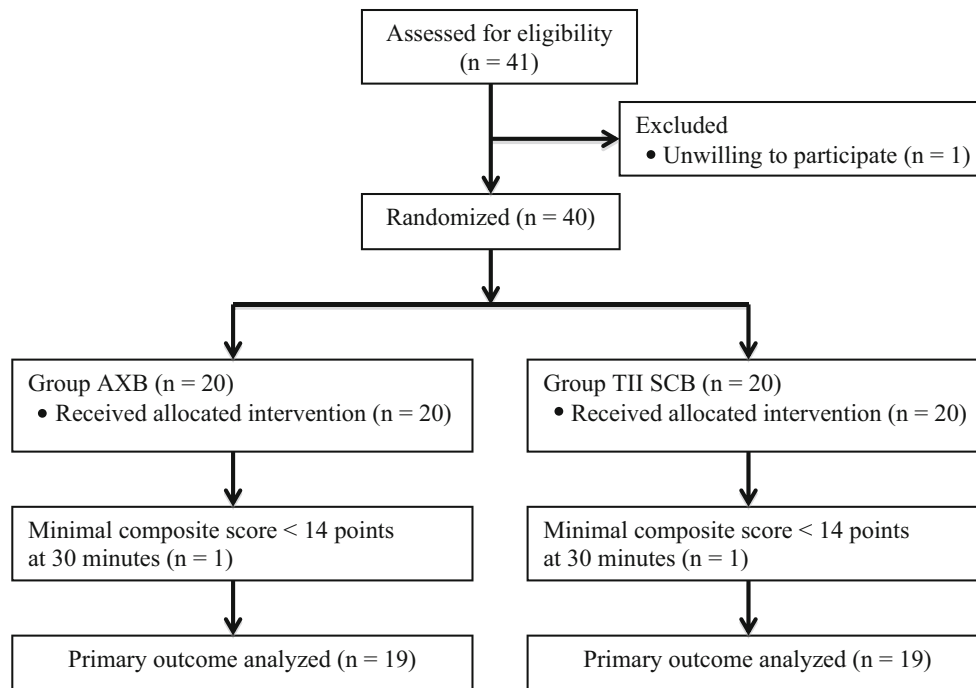 Assessed for eligibility
(n = 41)
Excluded
• Unwilling to participate (n = 1)
Randomized (n = 40)
Group AXB (n = 20)
• Received allocated intervention (n = 20)
Group TII SCB (n = 20)
• Received allocated intervention (n = 20)
Minimal composite score < 14 points
at 30 minutes (n = 1)
Minimal composite score < 14 points
at 30 minutes (n = 1)
Primary outcome analyzed (n = 19)
Primary outcome analyzed (n = 19)